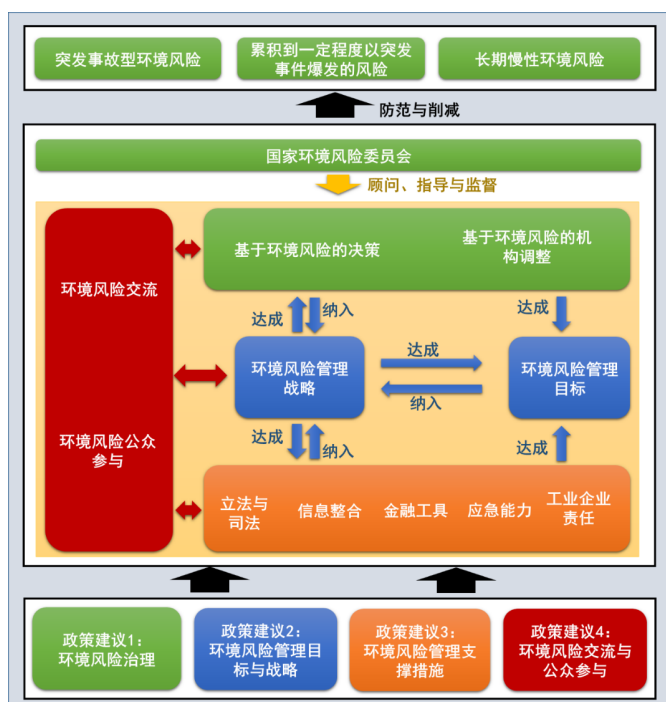 突发事故型环境风险
累积到一定程度以突发
事件爆发的风险
长期慢性环境风险
防范与削减
国家环境风险委员会
顾问、指导与监督
环境风险交流
环境风险公众
参与
基于环境风险的决策
基于环境风险的机
构调整
达成
纳入
达成
环境风险管理
战略
达成
纳入
环境风险管理
目标
达成
纳入
达成
立法与
司法
信息整合
金融工具
应急能力
工业企业
责任
政策建议1:
环境风险治理
政策建议2:
环境风险管理目
标与战略
政策建议3:
环境风险管理支
撑措施
政策建议4:
环境风险交流与
公众参与